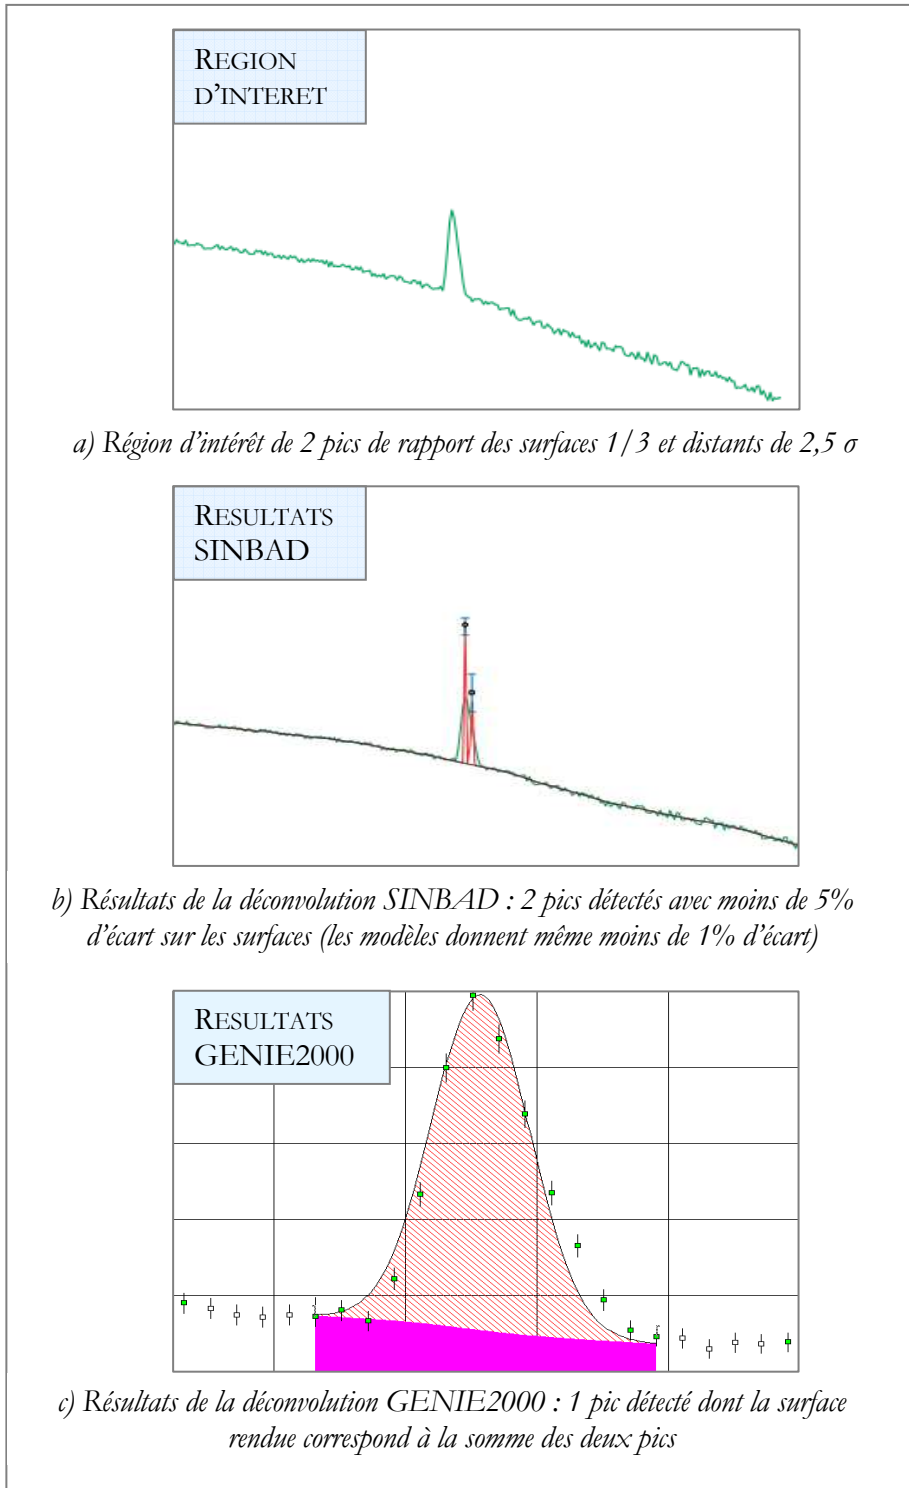 REGION
D'INTERET
a) Région d'intérêt de 2 pics de rapport des surfaces 1/3 et distants de 2,5 σ
RESULTATS
SINBAD
b) Résultats de la déconvolution SINBAD : 2 pics détectés avec moins de 5%
d'écart sur les surfaces (les modèles donnent même moins de 1% d'écart)
RESULTATS
GENIE2000
c) Résultats de la déconvolution GENIE2000 : 1 pic détecté dont la surface
rendue correspond à la somme des deux pics